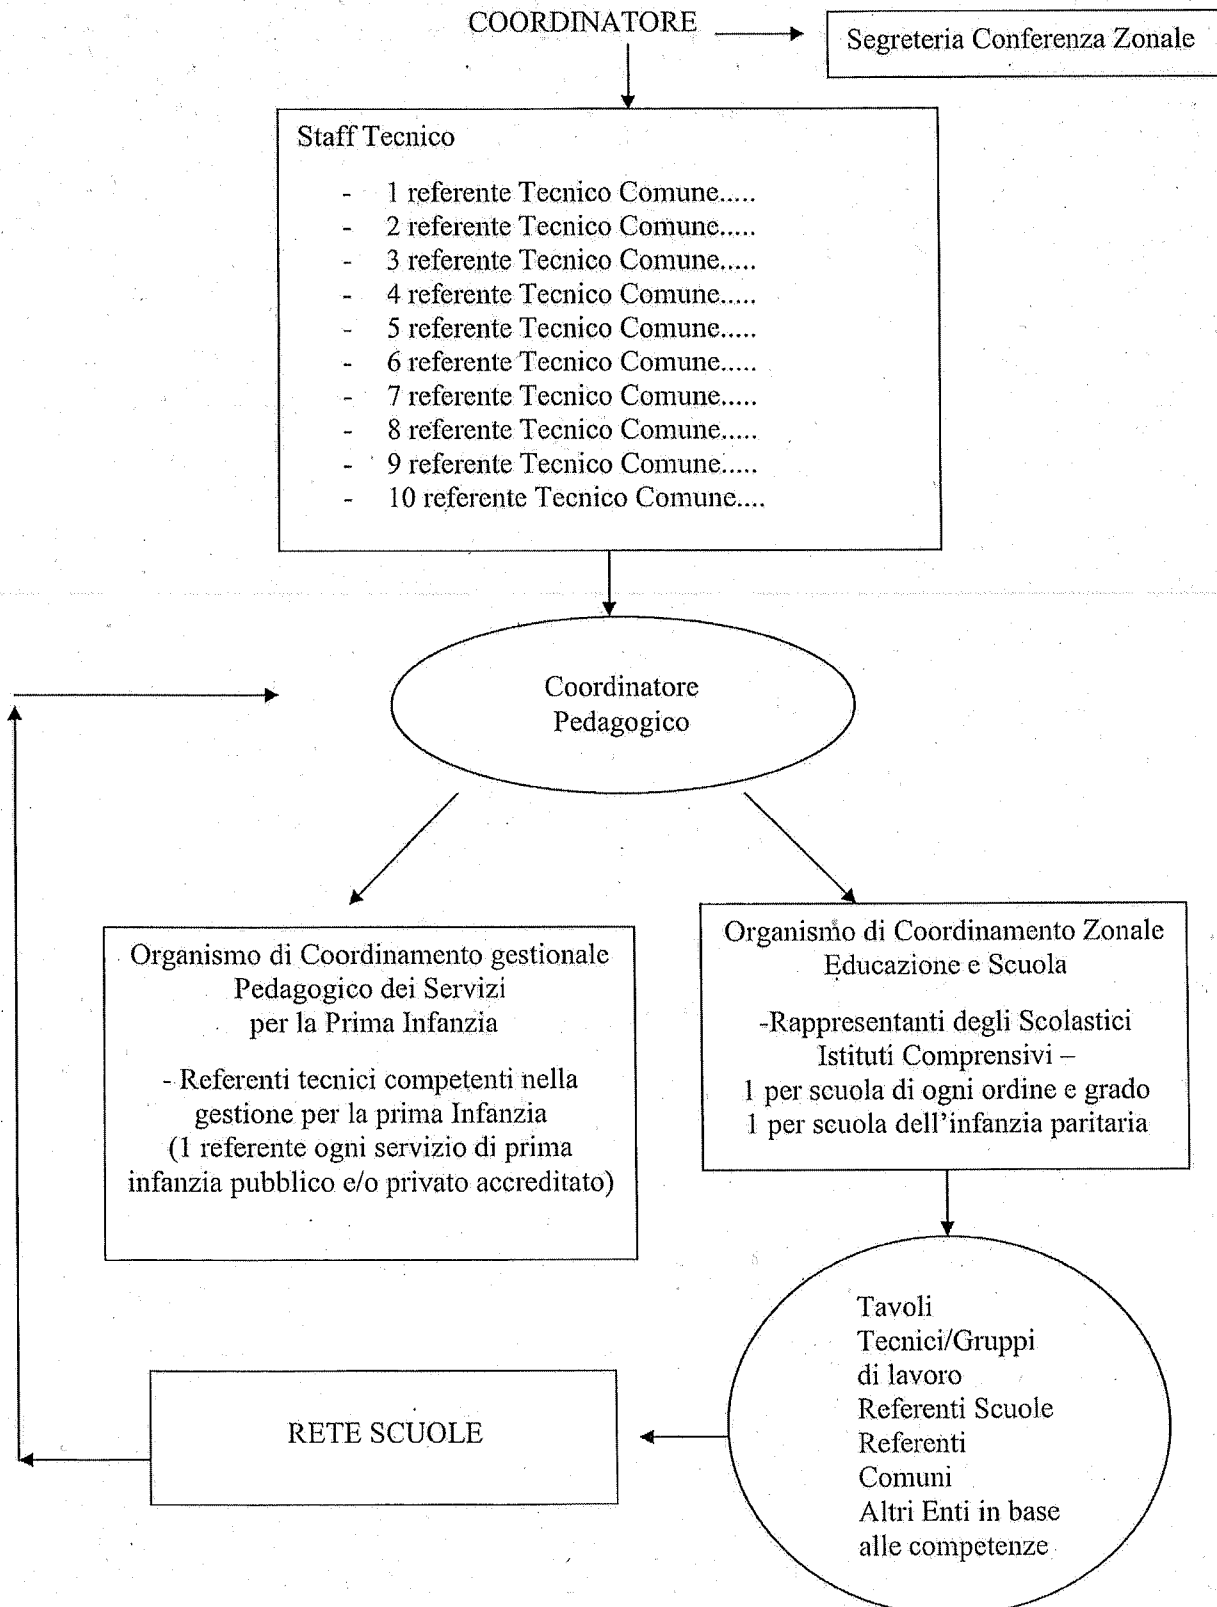 COORDINATORE
Segreteria Conferenza Zonale
Staff Tecnico
- 1 referente Tecnico Comune.....
- 2 referente Tecnico Comune.....
- 3 referente Tecnico Comune.....
- 4 referente Tecnico Comune.....
- 5 referente Tecnico Comune.....
- 6 referente Tecnico Comune.....
- 7 referente Tecnico Comune.....
- 8 referente Tecnico Comune.....
- 9 referente Tecnico Comune.....
- 10 referente Tecnico Comune....
Coordinatore
Pedagogico
Organismo di Coordinamento gestionale
Pedagogico dei Servizi
per la Prima Infanzia
- Referenti tecnici competenti nella
gestione per la prima Infanzia
(1 referente ogni servizio di prima
infanzia pubblico e/o privato accreditato)
Organismo di Coordinamento Zonale
Educazione e Scuola
-Rappresentanti degli Scolastici
Istituti Comprensivi –
1 per scuola di ogni ordine e grado
1 per scuola dell'infanzia paritaria
Tavoli
Tecnici/Gruppi
di lavoro
Referenti Scuole
Referenti
Comuni
Altri Enti in base
alle competenze
RETE SCUOLE